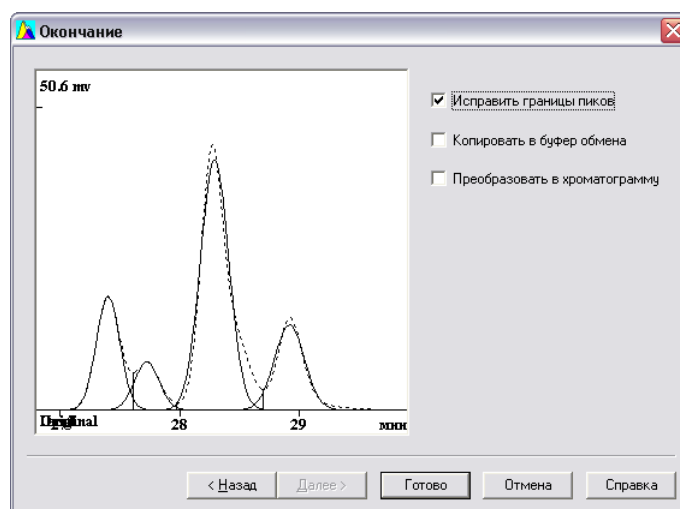 Окончание
50.6 mv
Исправить границы пиков
Копировать в буфер обмена
Преобразовать в хроматограмму
28
29
мин
< Назад
Далее >
Готово
Отмена
Справка